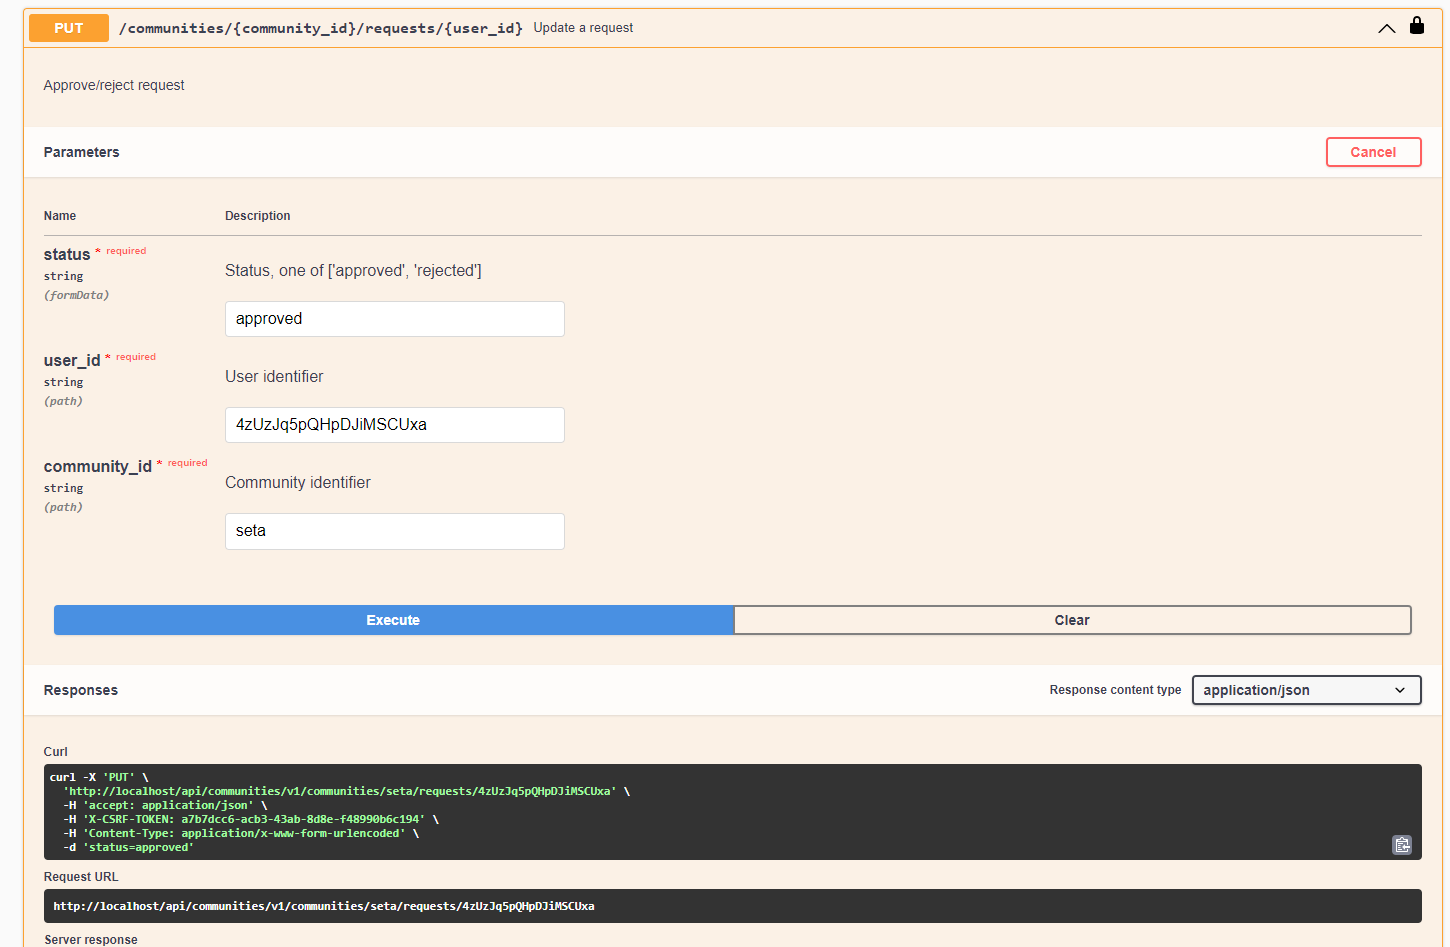 PUT /communities/{community_id}/requests/{user_id} Update a request
Approve/reject request
Parameters
Cancel
Name Description
status * required
string
(formData)
Status, one of ['approved', 'rejected']
approved
user_id * required
string
(path)
User identifier
4zUzJq5pQHpDJiMSCUxa
community_id * required
string
(path)
Community identifier
seta
Execute
Clear
Responses
Response content type
application/json
Curl
curl -X 'PUT' \
'http://localhost/api/communities/v1/communities/seta/requests/4zUzJq5pQHpDJiMSCUxa' \
-H 'accept: application/json' \
-H 'X-CSRF-TOKEN: a7b7dcc6-acb3-43ab-8d8e-f48990b6c194' \
-H 'Content-Type: application/x-www-form-urlencoded' \
-d 'status=approved'
Request URL
http://localhost/api/communities/v1/communities/seta/requests/4zUzJq5pQHpDJiMSCUxa
Server response